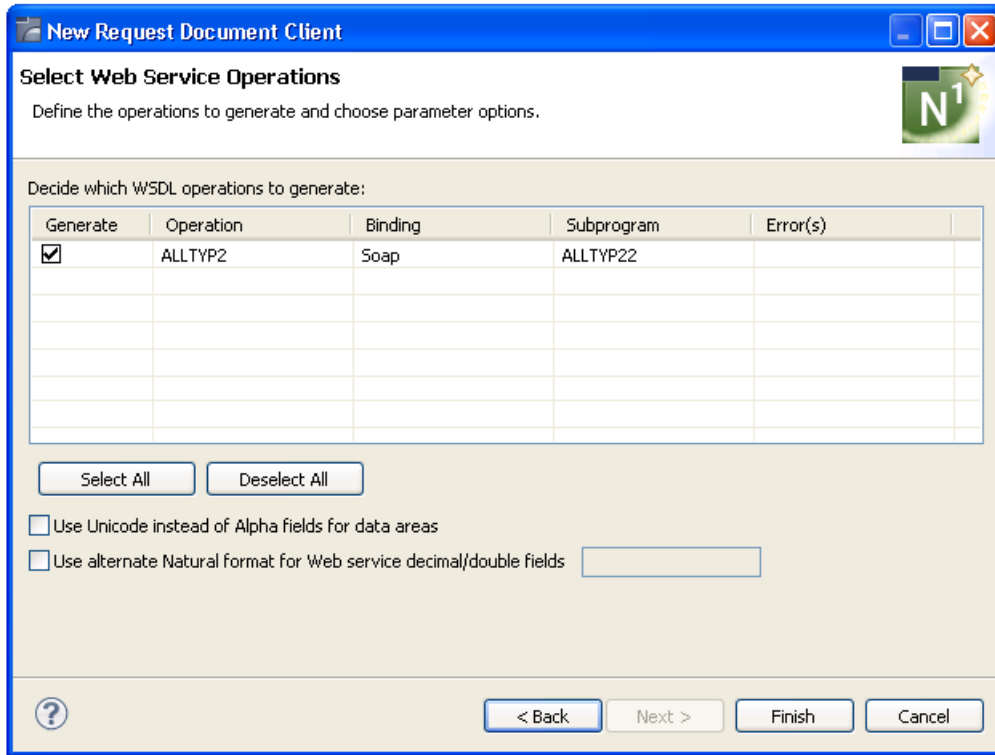 New Request Document Client
Select Web Service Operations
Define the operations to generate and choose parameter options.
N1
Decide which WSDL operations to generate:
Generate Operation Binding Subprogram Error(s)
ALLTYP2 Soap ALLTYP22
Select All Deselect All
Use Unicode instead of Alpha fields for data areas
Use alternate Natural format for Web service decimal/double fields
? < Back Next > Finish Cancel